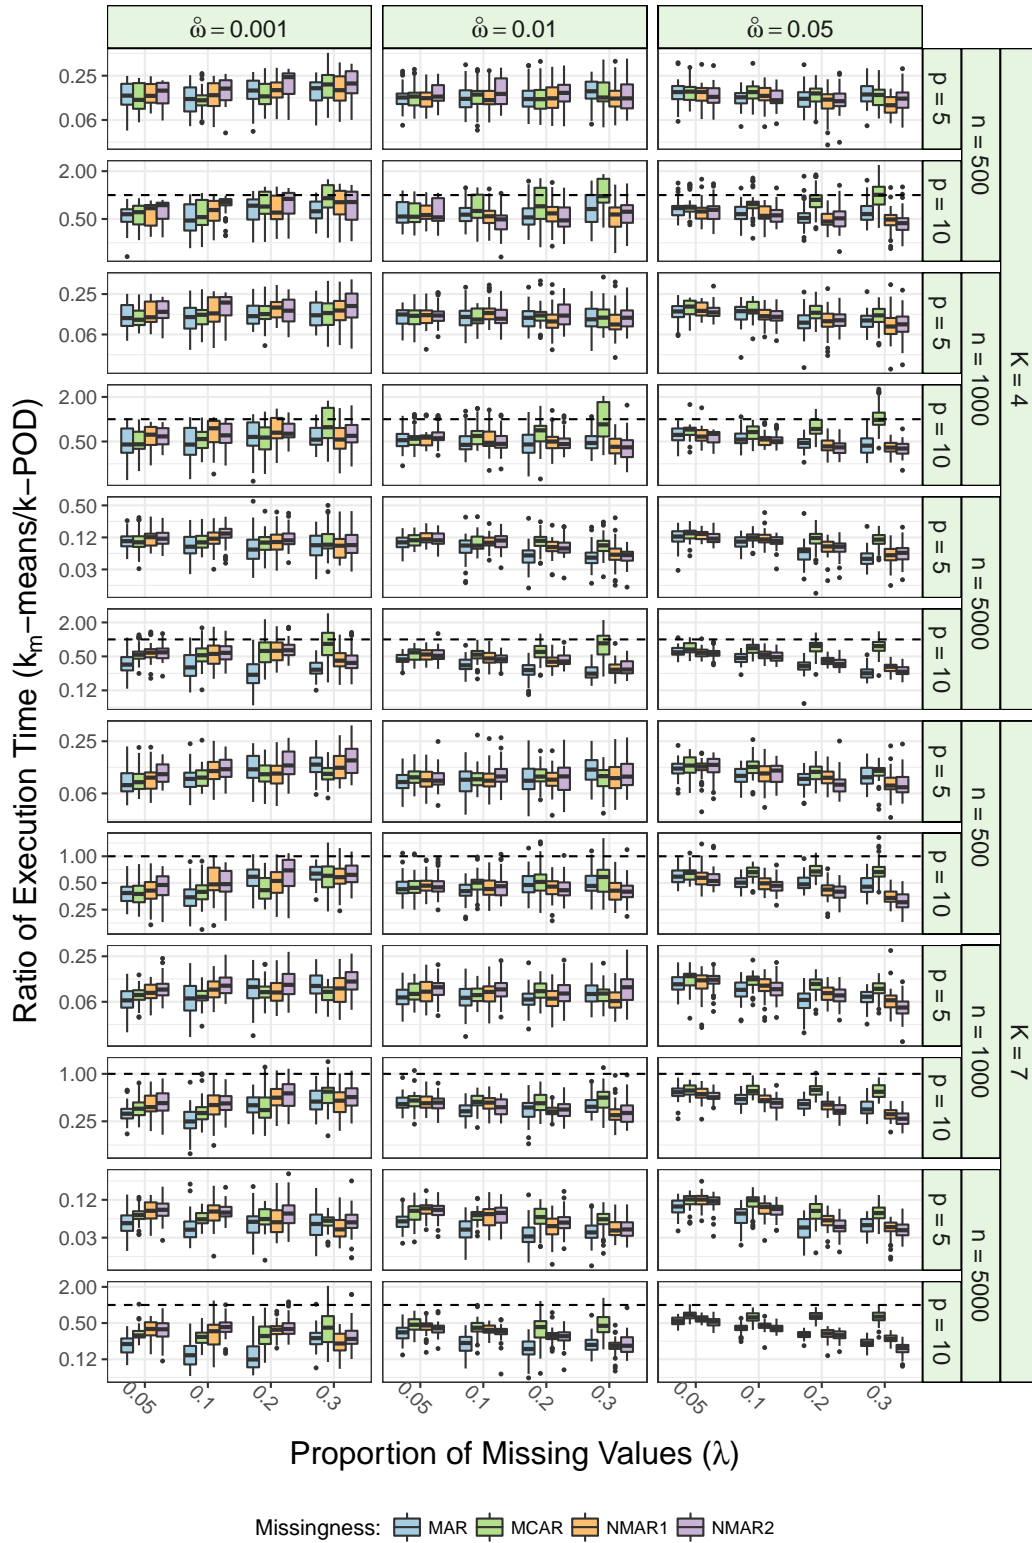 ω̊ = 0.001
ω̊ = 0.01
ω̊ = 0.05
0.25
0.06
p = 5
n = 500
K = 4
2.00
0.50
p = 10
0.25
0.06
p = 5
n = 1000
2.00
0.50
p = 10
0.50
0.12
0.03
p = 5
n = 5000
2.00
0.50
0.12
p = 10
0.25
0.06
p = 5
n = 500
K = 7
1.00
0.50
0.25
p = 10
0.25
0.06
p = 5
n = 1000
1.00
0.25
p = 10
0.12
0.03
p = 5
n = 5000
2.00
0.50
0.12
p = 10
Ratio of Execution Time (kₘ−means/k−POD)
0.05 0.1 0.2 0.3
0.05 0.1 0.2 0.3
0.05 0.1 0.2 0.3
Proportion of Missing Values (λ)
Missingness: MAR MCAR NMAR1 NMAR2